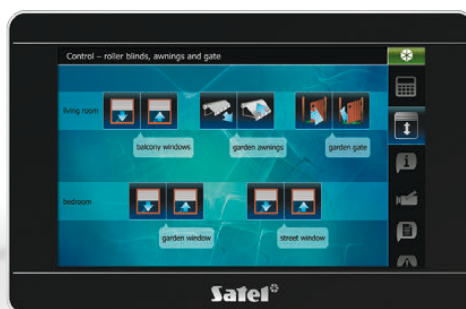 Control – roller blinds, awnings and gate
living room
balcony windows
garden awnings
garden gate
bedroom
garden window
street window
Satel